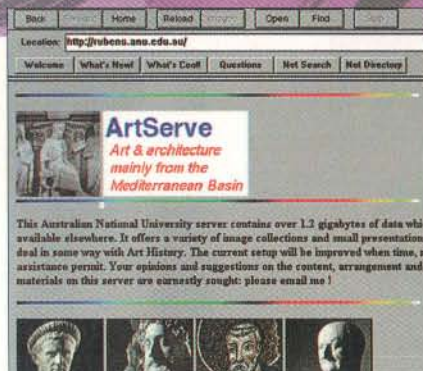 Back Home Reload Open Find
Location: http://rubens.anu.edu.au/
Welcome What's New! What's Cool! Questions Net Search Net Directory
ArtServe
Art & architecture
mainly from the
Mediterranean Basin
This Australian National University server contains over 1.2 gigabytes of data whi
available elsewhere. It offers a variety of image collections and small presentation
deal in some way with Art History. The current setup will be improved when time,
assistance permit. Your opinions and suggestions on the content, arrangement and
materials on this server are earnestly sought: please email me !